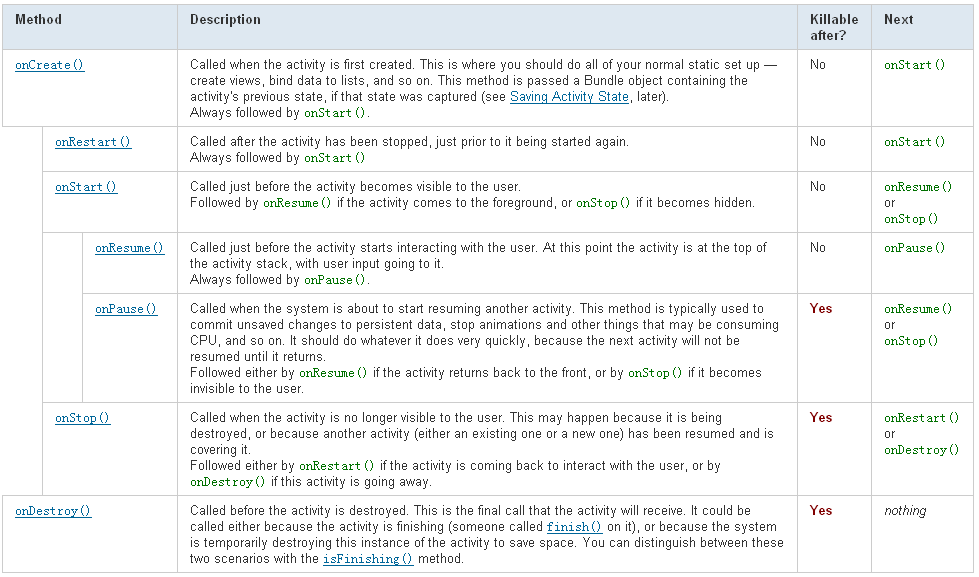 Method Description Killable after? Next
onCreate() Called when the activity is first created. This is where you should do all of your normal static set up — No onStart()
create views, bind data to lists, and so on. This method is passed a Bundle object containing the
activity's previous state, if that state was captured (see Saving Activity State, later).
Always followed by onStart().
onRestart() Called after the activity has been stopped, just prior to it being started again. No onStart()
Always followed by onStart()
onStart() Called just before the activity becomes visible to the user. No onResume()
Followed by onResume() if the activity comes to the foreground, or onStop() if it becomes hidden. or
onStop()
onResume() Called just before the activity starts interacting with the user. At this point the activity is at the top of No onPause()
the activity stack, with user input going to it.
Always followed by onPause().
onPause() Called when the system is about to start resuming another activity. This method is typically used to Yes onResume()
commit unsaved changes to persistent data, stop animations and other things that may be consuming or
CPU, and so on. It should do whatever it does very quickly, because the next activity will not be onStop()
resumed until it returns.
Followed either by onResume() if the activity returns back to the front, or by onStop() if it becomes
invisible to the user.
onStop() Called when the activity is no longer visible to the user. This may happen because it is being Yes onRestart()
destroyed, or because another activity (either an existing one or a new one) has been resumed and is or
covering it. onDestroy()
Followed either by onRestart() if the activity is coming back to interact with the user, or by
onDestroy() if this activity is going away.
onDestroy() Called before the activity is destroyed. This is the final call that the activity will receive. It could be Yes nothing
called either because the activity is finishing (someone called finish() on it), or because the system
is temporarily destroying this instance of the activity to save space. You can distinguish between these
two scenarios with the isFinishing() method.